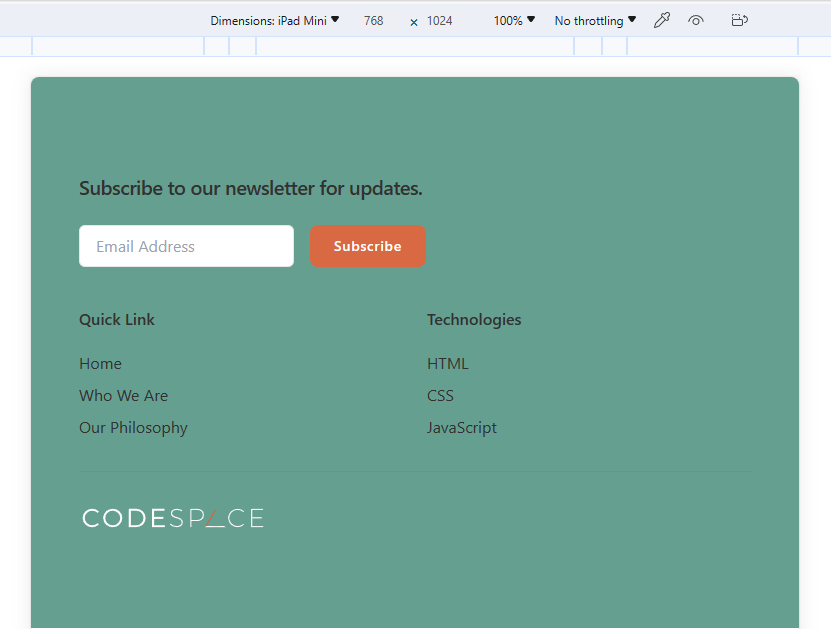 Dimensions: iPad Mini 768 × 1024 100% No throttling
Subscribe to our newsletter for updates.
Email Address Subscribe
Quick Link Technologies
Home HTML
Who We Are CSS
Our Philosophy JavaScript
CODESPACE